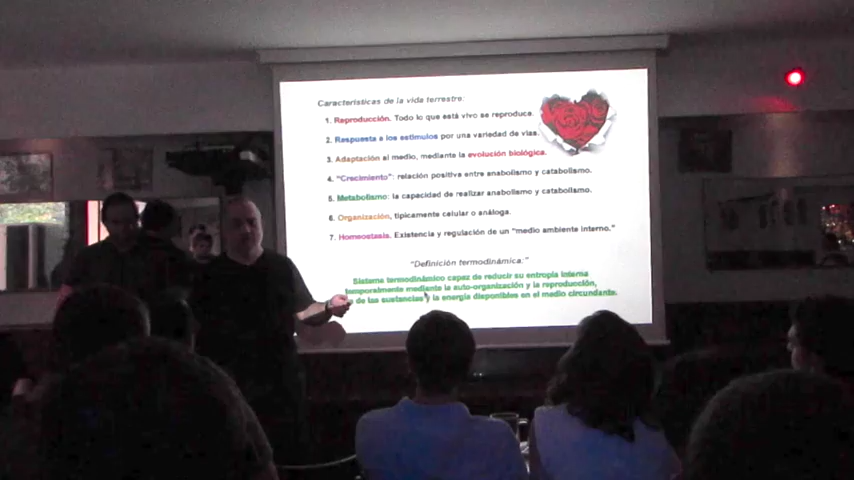 Características de la vida terrestre:
1. Reproducción. Todo lo que está vivo se reproduce.
2. Respuesta a los estímulos por una variedad de vías.
3. Adaptación al medio, mediante la evolución biológica.
4. "Crecimiento": relación positiva entre anabolismo y catabolismo.
5. Metabolismo: la capacidad de realizar anabolismo y catabolismo.
6. Organización, típicamente celular o análoga.
7. Homeostasis. Existencia y regulación de un "medio ambiente interno."
"Definición termodinámica."
Sistema termodinámico capaz de reducir su entropía interna
temporalmente mediante la auto-organización y la reproducción,
de las sustancias y la energía disponibles en el medio circundante.